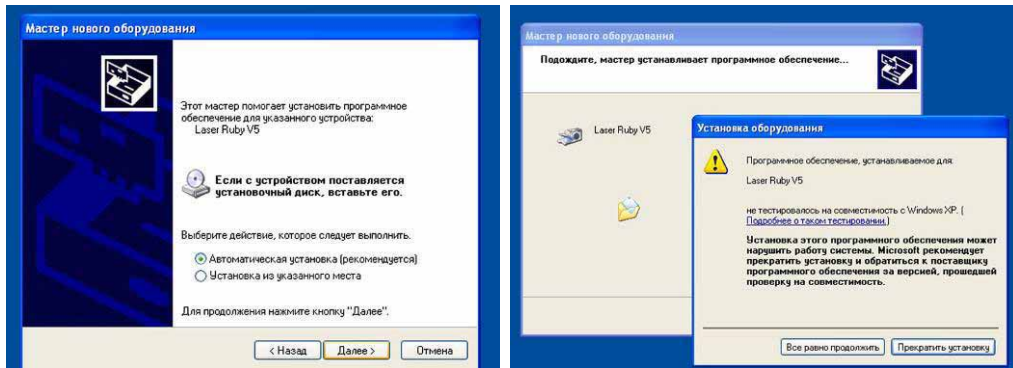 Мастер нового оборудования
Этот мастер помогает установить программное
обеспечение для указанного устройства:
Laser Ruby V5
Если с устройством поставляется
установочный диск, вставьте его.
Выберите действие, которое следует выполнить.
Автоматическая установка (рекомендуется)
Установка из указанного места
Для продолжения нажмите кнопку "Далее".
< Назад
Далее >
Отмена
Мастер нового оборудования
Подождите, мастер устанавливает программное обеспечение...
Laser Ruby V5
Установка оборудования
Программное обеспечение, устанавливаемое для:
Laser Ruby V5
не тестировалось на совместимость с Windows XP. (
Подробнее о таком тестировании.)
Установка этого программного обеспечения может
нарушить работу системы. Microsoft рекомендует
прекратить установку и обратиться к поставщику
программного обеспечения за версией, прошедшей
проверку на совместимость.
Все равно продолжить
Прекратить установку